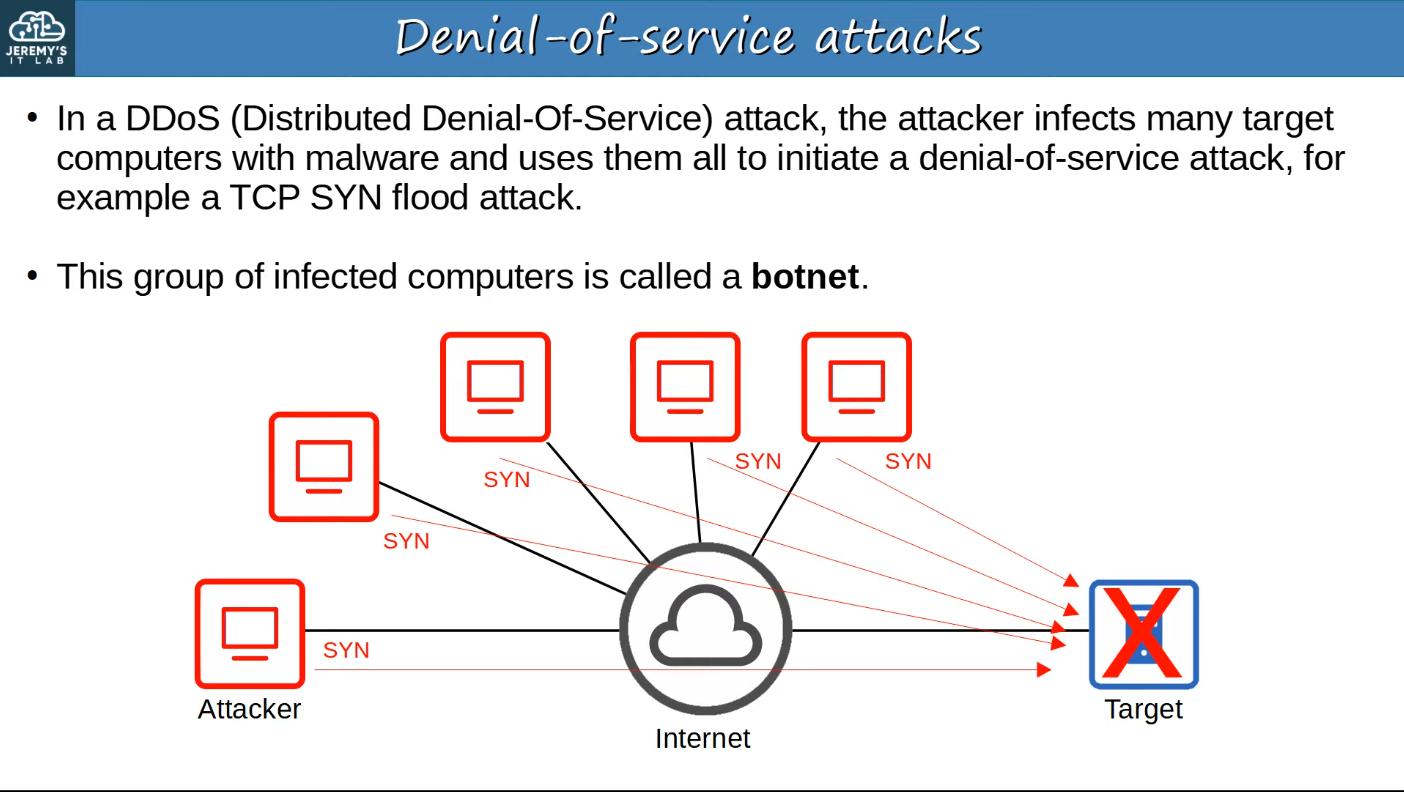 JEREMY'S
IT LAB
Denial-of-service attacks
• In a DDoS (Distributed Denial-Of-Service) attack, the attacker infects many target
computers with malware and uses them all to initiate a denial-of-service attack, for
example a TCP SYN flood attack.
• This group of infected computers is called a botnet.
SYN
SYN
SYN
SYN
SYN
Attacker
Target
Internet